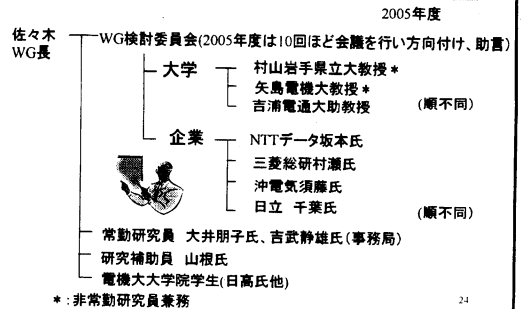 2005年度
佐々木
WG長
WG検討委員会(2005年度は10回ほど会議を行い方向付け、助言)
大学
村山岩手県立大教授*
矢島電機大教授*
吉浦電通大助教授
(順不同)
企業
NTTデータ坂本氏
三菱総研村瀬氏
沖電気須藤氏
日立 千葉氏
(順不同)
常勤研究員 大井朋子氏、吉武静雄氏(事務局)
研究補助員 山根氏
電機大大学院学生(日高氏他)
*:非常勤研究員兼務
24